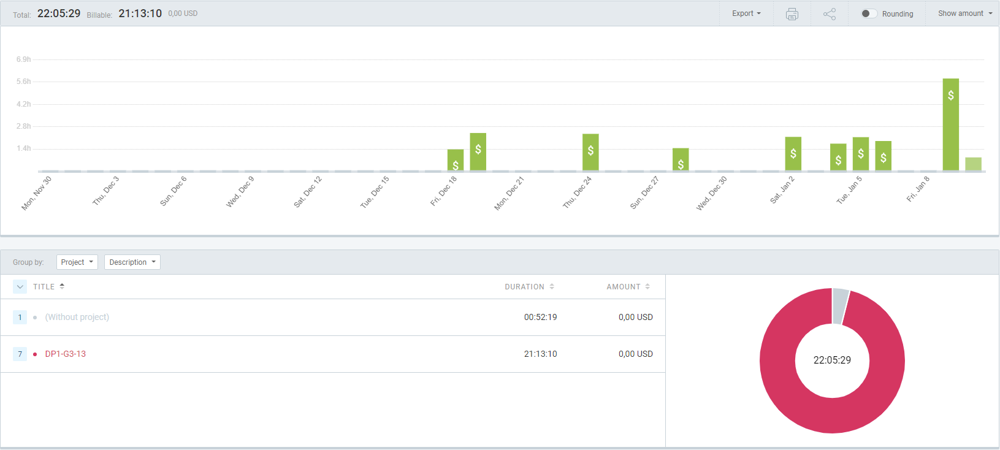 Total: 22:05:29 Billable: 21:13:10 0,00 USD Export Rounding Show amount
6.9h
5.6h
4.2h
2.8h
1.4h
$ $ $ $ $ $ $ $ $
Mon, Nov 30 Thu, Dec 3 Sun, Dec 6 Wed, Dec 9 Sat, Dec 12 Tue, Dec 15 Fri, Dec 18 Mon, Dec 21 Thu, Dec 24 Sun, Dec 27 Wed, Dec 30 Sat, Jan 2 Tue, Jan 5 Fri, Jan 8
Group by: Project Description
TITLE DURATION AMOUNT
1 (Without project) 00:52:19 0,00 USD
7 DP1-G3-13 21:13:10 0,00 USD
22:05:29